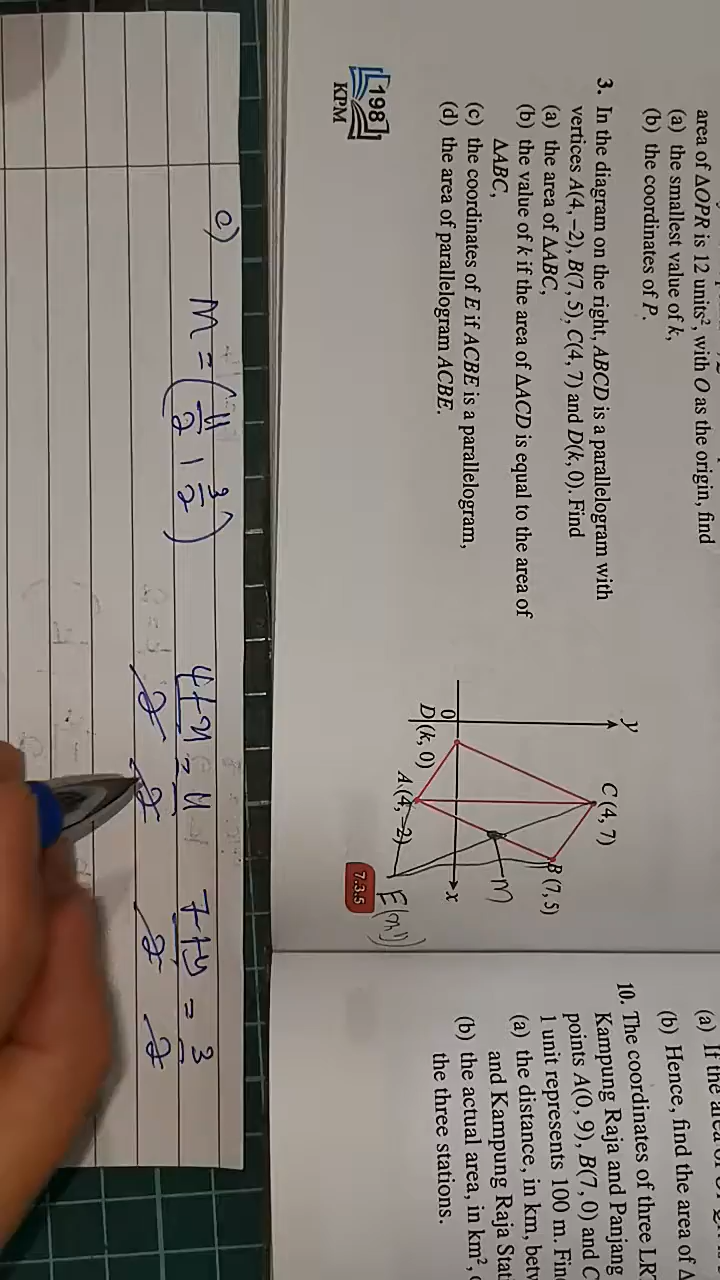 area of ΔOPR is 12 units², with O as the origin, find
(a) the smallest value of k,
(b) the coordinates of P.
3. In the diagram on the right, ABCD is a parallelogram with
vertices A(4, −2), B(7, 5), C(4, 7) and D(k, 0). Find
(a) the area of ΔABC,
(b) the value of k if the area of ΔACD is equal to the area of
ΔABC,
(c) the coordinates of E if ACBE is a parallelogram,
(d) the area of parallelogram ACBE.
198
KPM
y
C (4, 7)
B (7, 5)
M
0
x
D (k, 0)
A (4, −2)
E(x,y)
7.3.5
(a) If the area of
(b) Hence, find the area of
10. The coordinates of three
Kampung Raja and Panjang
points A(0, 9), B(7, 0) and C
1 unit represents 100 m.
(a) the distance, in km,
and Kampung Raja
(b) the actual area, in km²,
the three stations.
c) M = (11/2 , 3/2) 4+x/2 = 11/2 7+y/2 = 3/2